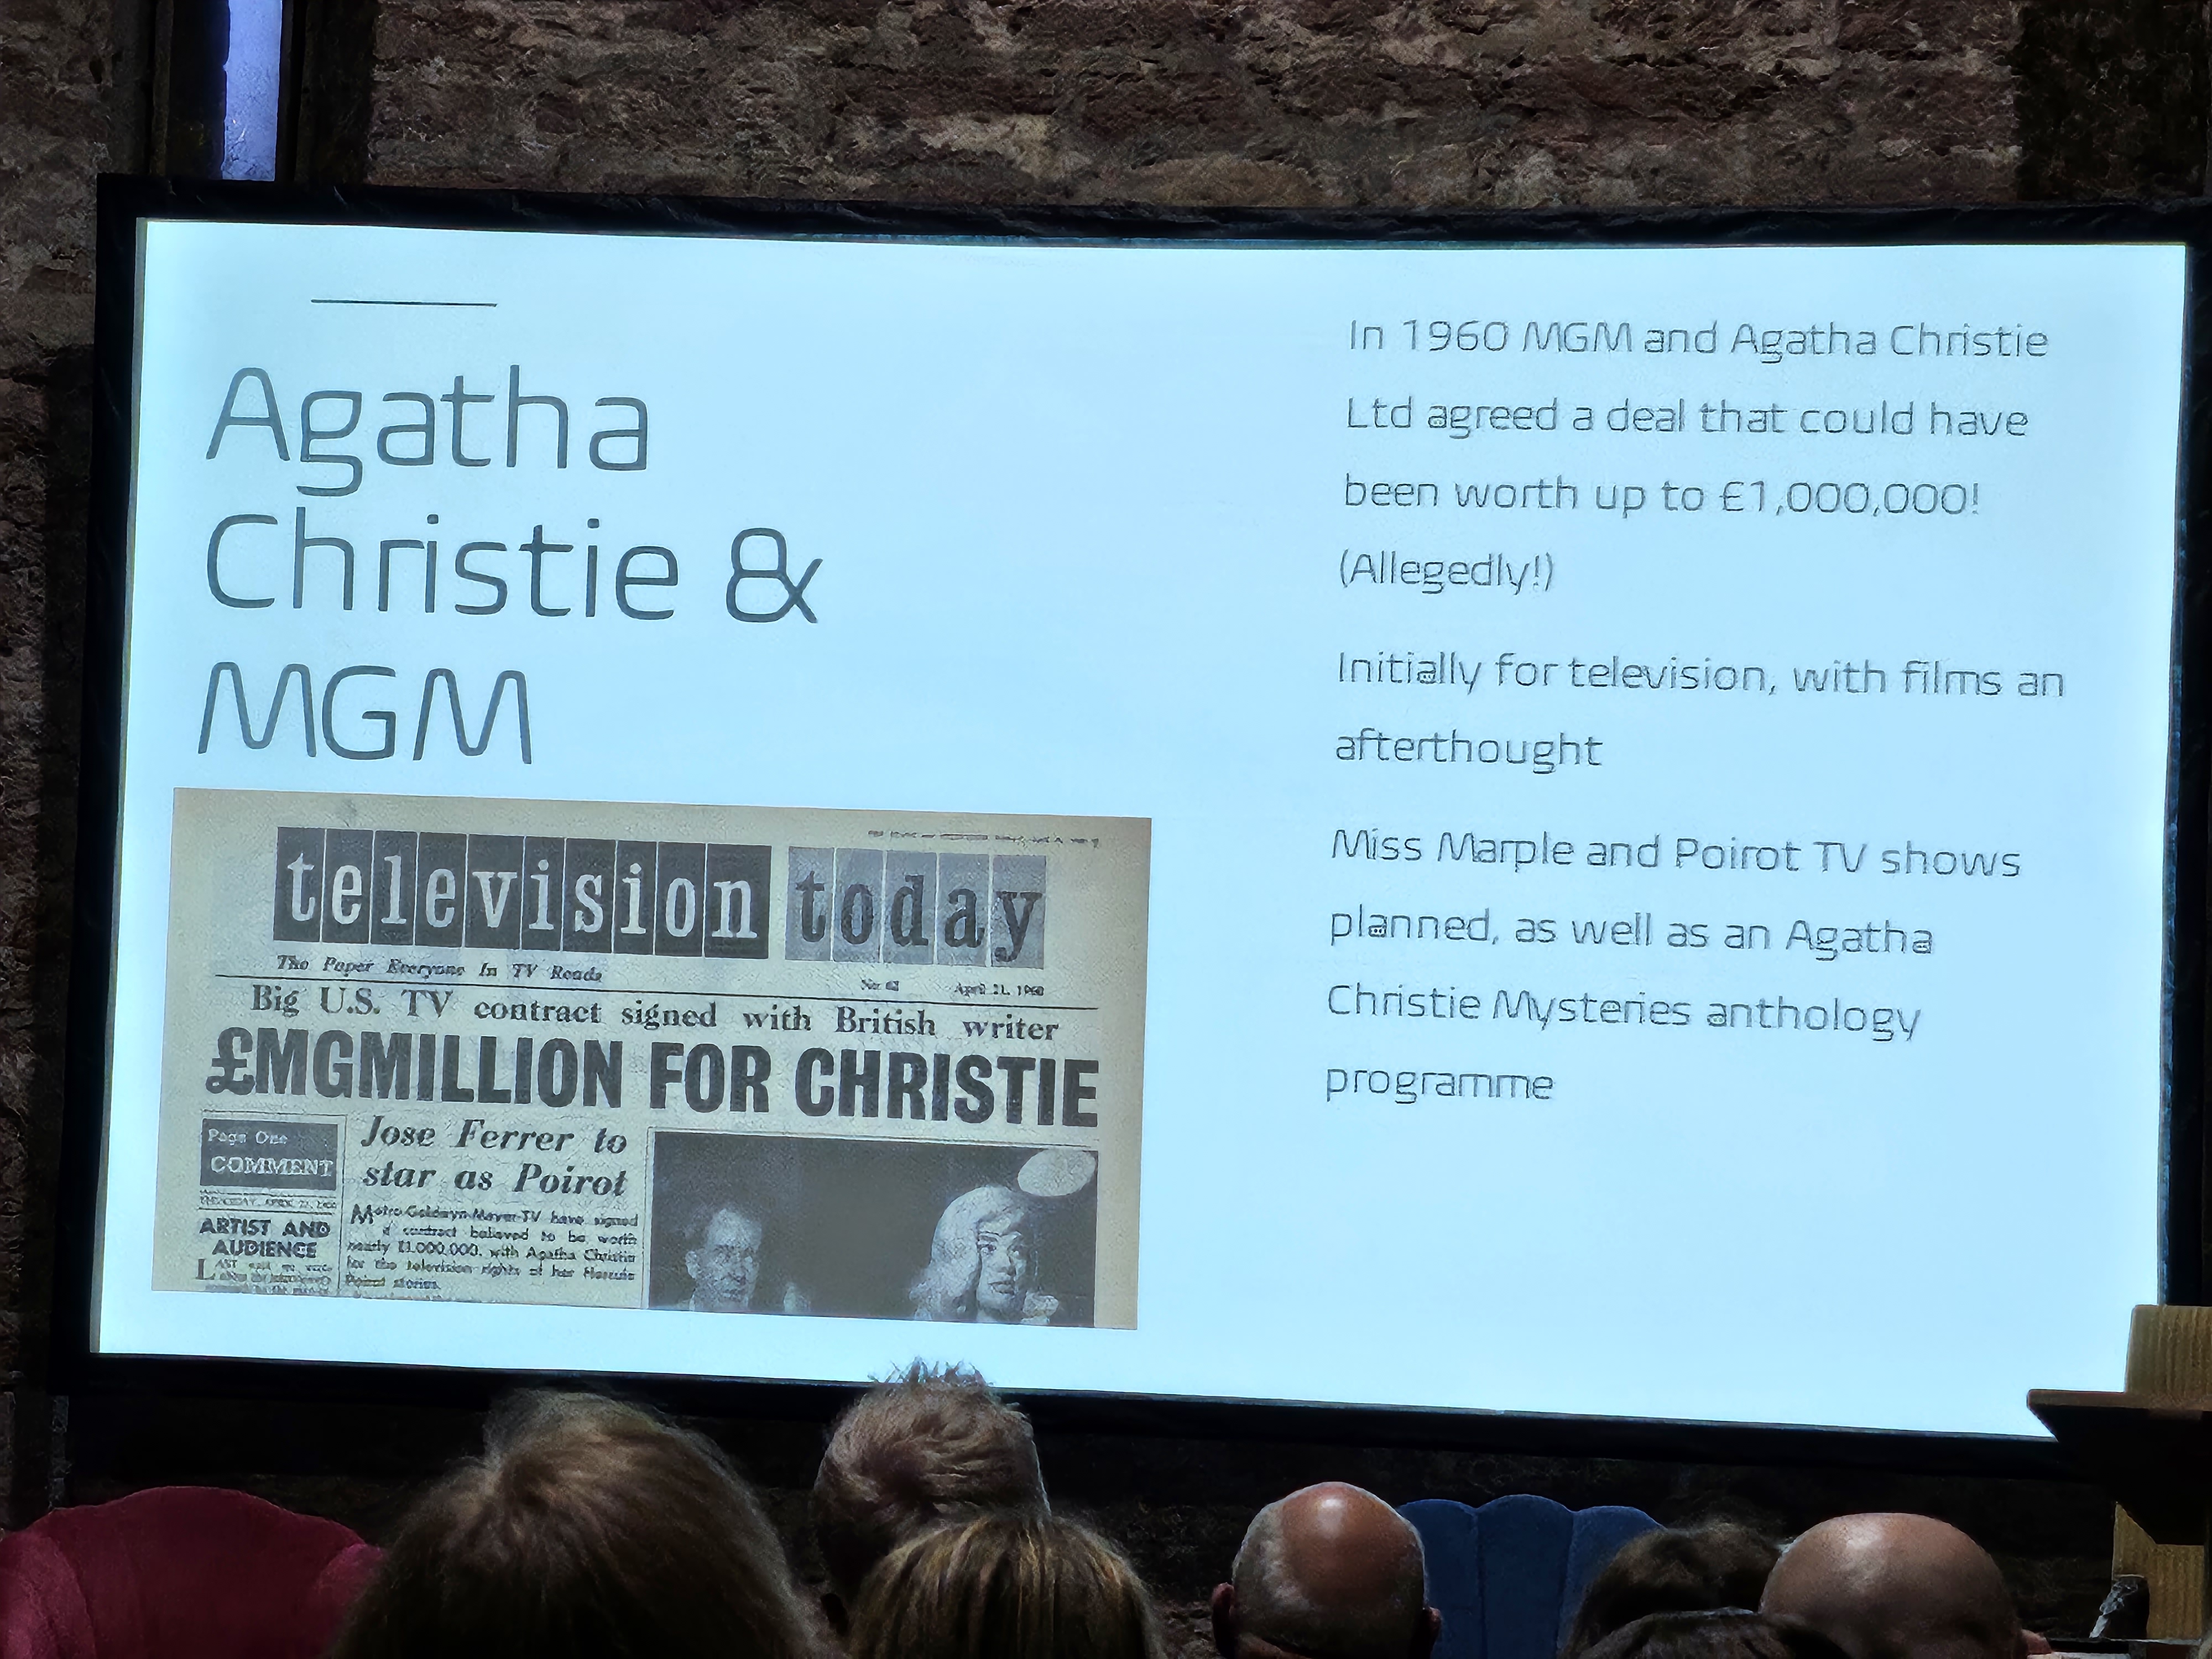 Agatha
Christie &
MGM
In 1960 MGM and Agatha Christie
Ltd agreed a deal that could have
been worth up to £1,000,000!
(Allegedly!)
Initially for television, with films an
afterthought
Miss Marple and Poirot TV shows
planned, as well as an Agatha
Christie Mysteries anthology
programme
television today
The Paper Everyone In TV Reads
April 21, 1960
Big U.S. TV contract signed with British writer
£MGMILLION FOR CHRISTIE
Page One
COMMENT
ARTIST AND
AUDIENCE
Jose Ferrer to
star as Poirot
Metro-Goldwyn-Mayer-TV have signed
a contract believed to be worth
nearly £1,000,000, with Agatha Christie
for the television rights of her Hercule
Poirot stories.